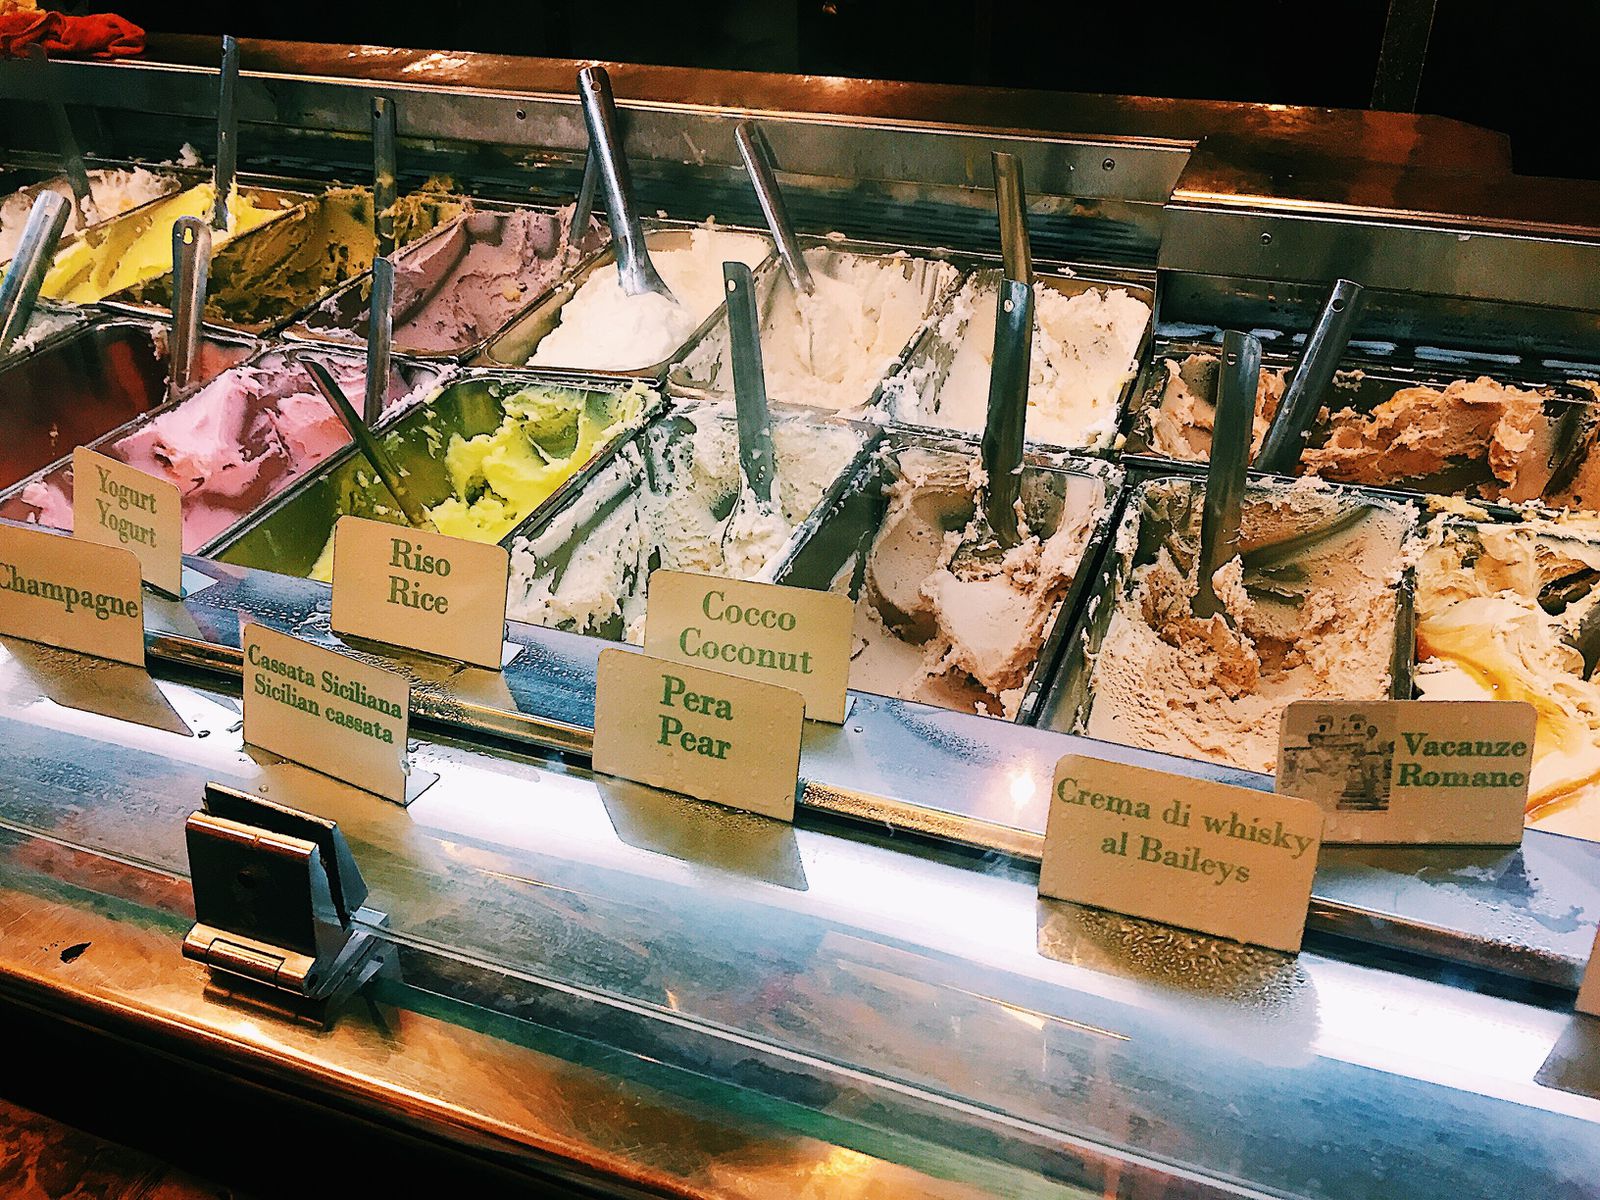 Yogurt
Yogurt
Champagne
Riso
Rice
Cassata Siciliana
Sicilian cassata
Cocco
Coconut
Pera
Pear
Vacanze
Romane
Crema di whisky
al Baileys